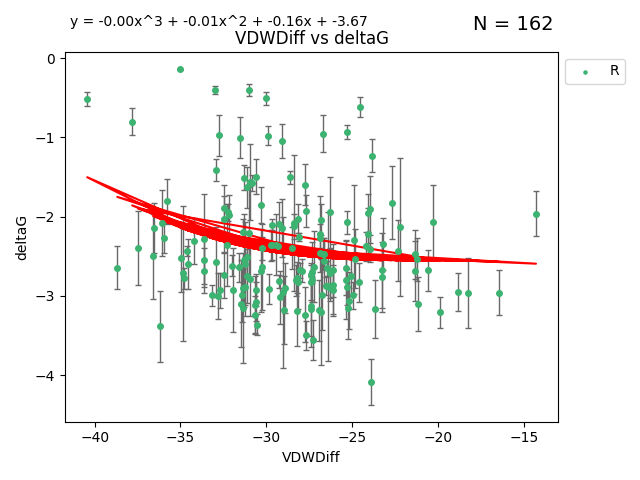 y = -0.00x^3 + -0.01x^2 + -0.16x + -3.67
N = 162
VDWDiff vs deltaG
R
deltaG
0
−1
−2
−3
−4
−40 −35 −30 −25 −20 −15
VDWDiff